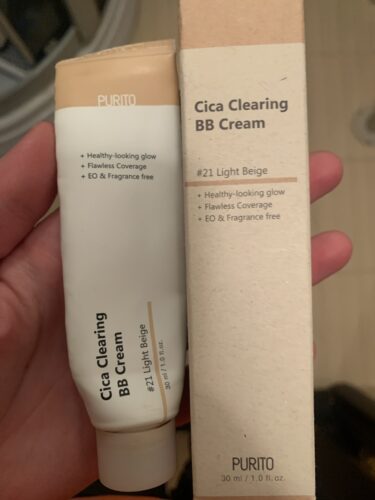 PURITO
+ Healthy-looking glow
+ Flawless Coverage
+ EO & Fragrance free
Cica Clearing
BB Cream
#21 Light Beige
30 ml / 1.0 fl.oz.
Cica Clearing
BB Cream
#21 Light Beige
+ Healthy-looking glow
+ Flawless Coverage
+ EO & Fragrance free
PURITO
30 ml / 1.0 fl.oz.